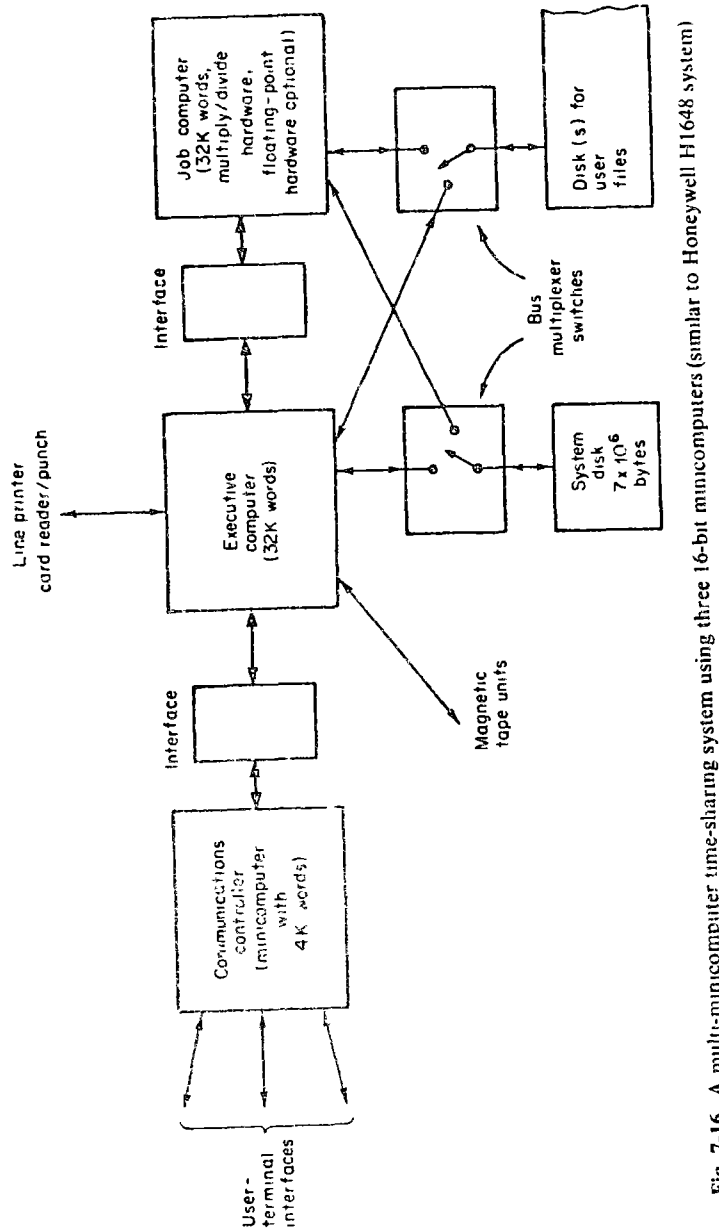 Line printer
card reader/punch
User-
terminal
interfaces
Communications
controller
(minicomputer
with
4K words)
Interface
Executive
computer
(32K words)
Interface
Job computer
(32K words,
multiply/divide
hardware,
floating-point
hardware optional)
Magnetic
tape units
Bus
multiplexer
switches
System
disk
7 x 10⁶
bytes
Disk (s) for
user
files
Fig. 7-16 A multi-minicomputer time-sharing system using three 16-bit minicomputers (similar to Honeywell H1648 system)